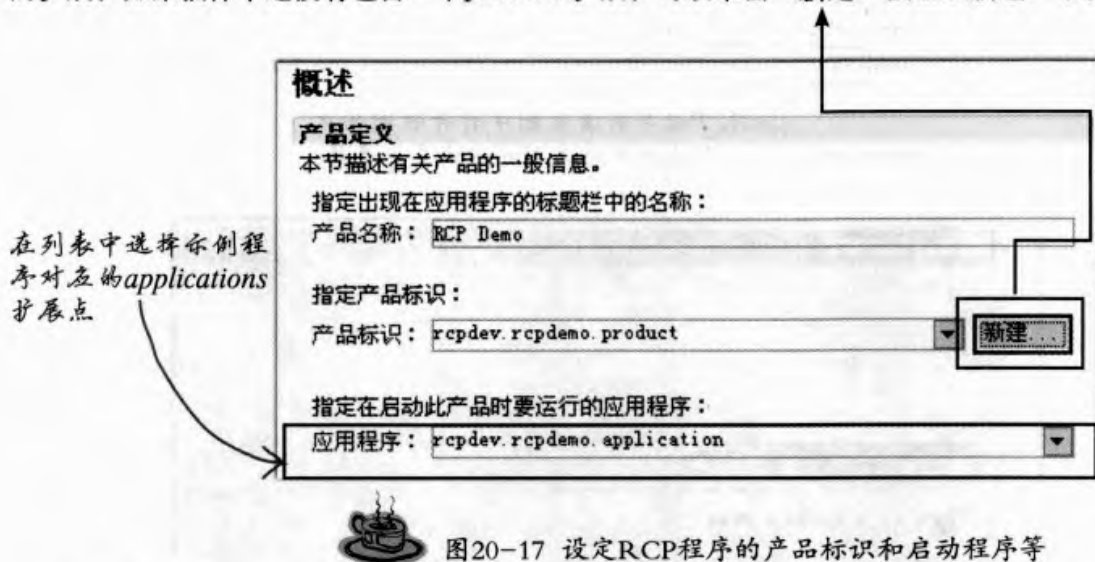 概述
产品定义
本节描述有关产品的一般信息。
指定出现在应用程序的标题栏中的名称：
产品名称： RCP Demo
在列表中选择示例程
序对应的applications
扩展点
指定产品标识：
产品标识： rcpdev.rcpdemo.product 新建...
指定在启动此产品时要运行的应用程序：
应用程序： rcpdev.rcpdemo.application
图20-17 设定RCP程序的产品标识和启动程序等